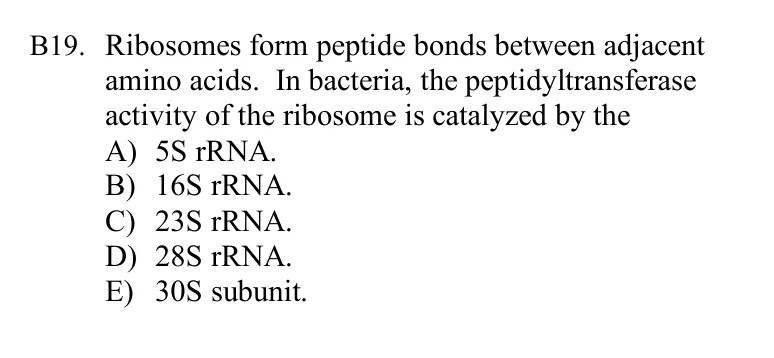 B19. Ribosomes form peptide bonds between adjacent
amino acids. In bacteria, the peptidyltransferase
activity of the ribosome is catalyzed by the
A) 5S rRNA.
B) 16S rRNA.
C) 23S rRNA.
D) 28S rRNA.
E) 30S subunit.